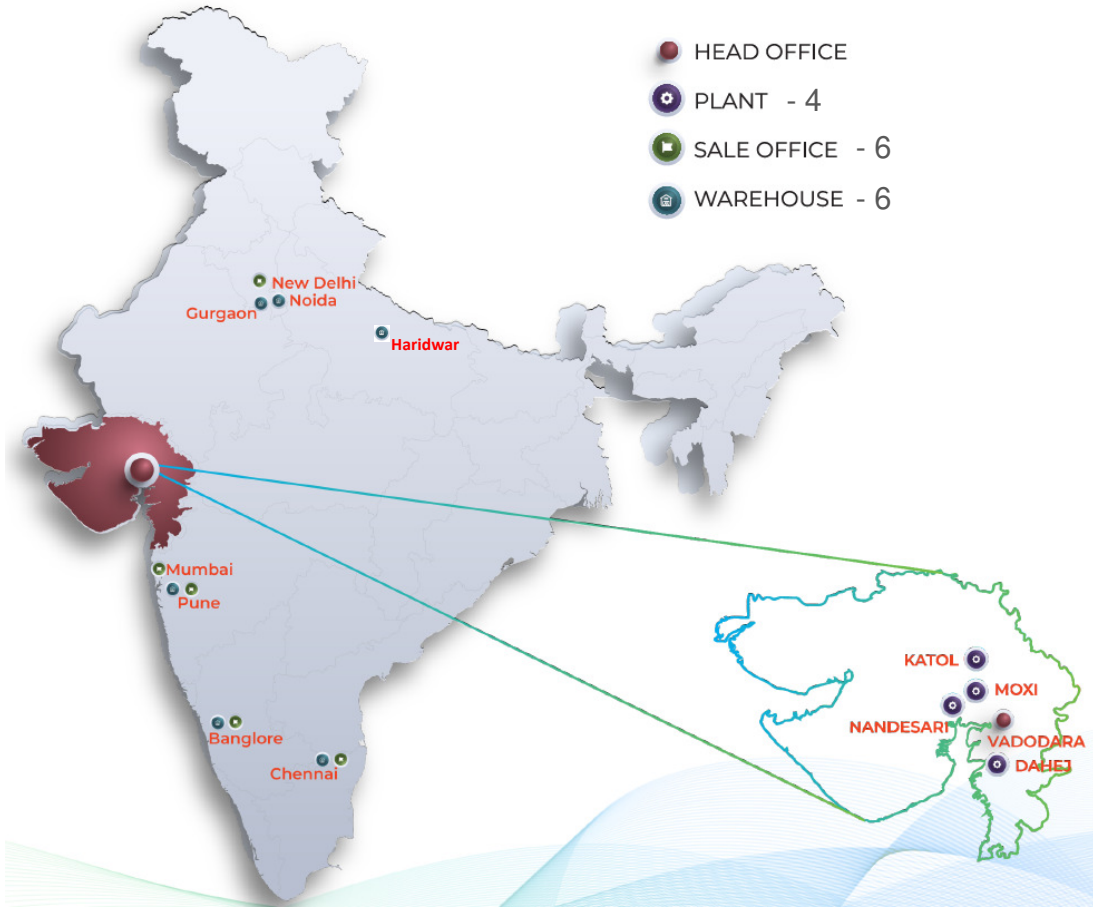 HEAD OFFICE
PLANT - 4
SALE OFFICE - 6
WAREHOUSE - 6
New Delhi
Noida
Gurgaon
Haridwar
Mumbai
Pune
Banglore
Chennai
KATOL
MOXI
NANDESARI
VADODARA
DAHEJ